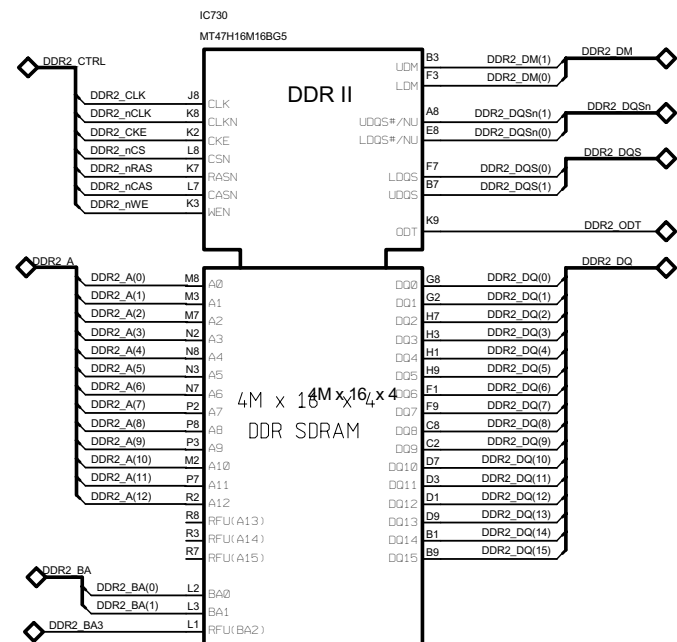 IC730
MT47H16M16BG5
DDR II
DDR2_CTRL
DDR2_CLK J8 CLK
DDR2_nCLK K8 CLKN
DDR2_CKE K2 CKE
DDR2_nCS L8 CSN
DDR2_nRAS K7 RASN
DDR2_nCAS L7 CASN
DDR2_nWE K3 WEN
UDM B3 DDR2_DM(1) DDR2_DM
LDM F3 DDR2_DM(0)
UDQS#/NU A8 DDR2_DQSn(1) DDR2_DQSn
LDQS#/NU E8 DDR2_DQSn(0)
LDQS F7 DDR2_DQS(0) DDR2_DQS
UDQS B7 DDR2_DQS(1)
ODT K9 DDR2_ODT
DDR2_A
DDR2_A(0) M8 A0
DDR2_A(1) M3 A1
DDR2_A(2) M7 A2
DDR2_A(3) N2 A3
DDR2_A(4) N8 A4
DDR2_A(5) N3 A5
DDR2_A(6) N7 A6
DDR2_A(7) P2 A7
DDR2_A(8) P8 A8
DDR2_A(9) P3 A9
DDR2_A(10) M2 A10
DDR2_A(11) P7 A11
DDR2_A(12) R2 A12
R8 RFU(A13)
R3 RFU(A14)
R7 RFU(A15)
4M x 16 x 4
4M x 16 x 4
DDR SDRAM
DDR2_DQ
DQ0 G8 DDR2_DQ(0)
DQ1 G2 DDR2_DQ(1)
DQ2 H7 DDR2_DQ(2)
DQ3 H3 DDR2_DQ(3)
DQ4 H1 DDR2_DQ(4)
DQ5 H9 DDR2_DQ(5)
DQ6 F1 DDR2_DQ(6)
DQ7 F9 DDR2_DQ(7)
DQ8 C8 DDR2_DQ(8)
DQ9 C2 DDR2_DQ(9)
DQ10 D7 DDR2_DQ(10)
DQ11 D3 DDR2_DQ(11)
DQ12 D1 DDR2_DQ(12)
DQ13 D9 DDR2_DQ(13)
DQ14 B1 DDR2_DQ(14)
DQ15 B9 DDR2_DQ(15)
DDR2_BA
DDR2_BA(0) L2 BA0
DDR2_BA(1) L3 BA1
DDR2_BA3 L1 RFU(BA2)